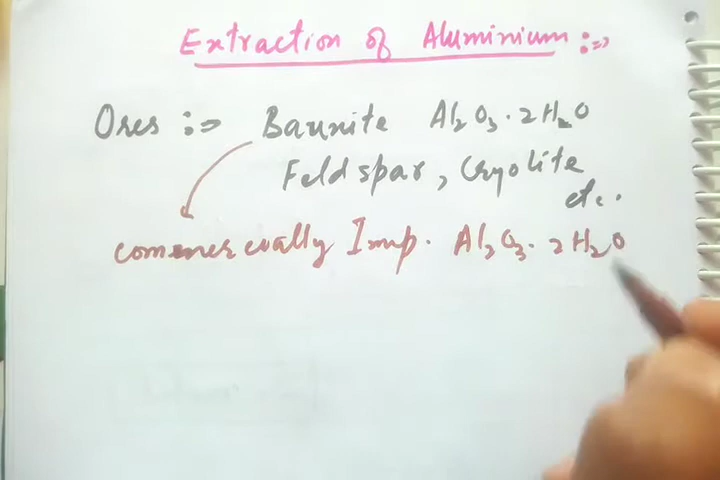 Extraction of Aluminium :⇒
Ores :⇒ Bauxite Al₂O₃·2H₂O
Feldspar, Cryolite
etc.
commercially Imp. Al₂O₃·2H₂O